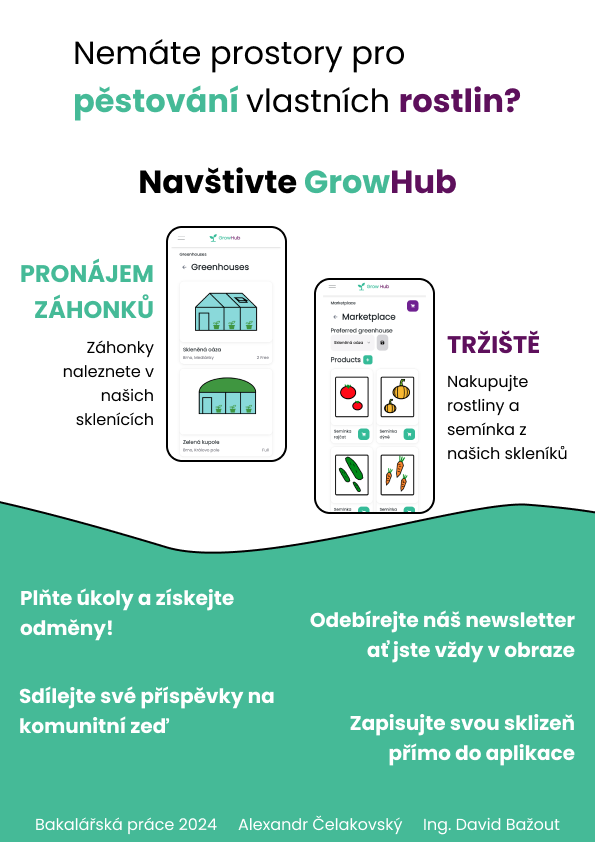 Nemáte prostory pro
pěstování vlastních rostlin?
Navštivte GrowHub
PRONÁJEM
ZÁHONKŮ
Záhonky
naleznete v
našich
sklenících
GrowHub
Greenhouses
← Greenhouses
Skleněná oáza
Brno, Medlánky 2 Free
Zelená kupole
Brno, Královo pole Full
Grow Hub
Marketplace
← Marketplace
Preferred greenhouse
Skleněná oáza
Products +
Semínka
rajčat
Semínka
dýně
Semínka
Semínka
TRŽIŠTĚ
Nakupujte
rostliny a
semínka z
našich skleníků
Plňte úkoly a získejte
odměny!
Odebírejte náš newsletter
ať jste vždy v obraze
Sdílejte své příspěvky na
komunitní zeď
Zapisujte svou sklizeň
přímo do aplikace
Bakalářská práce 2024 Alexandr Čelakovský Ing. David Bažout